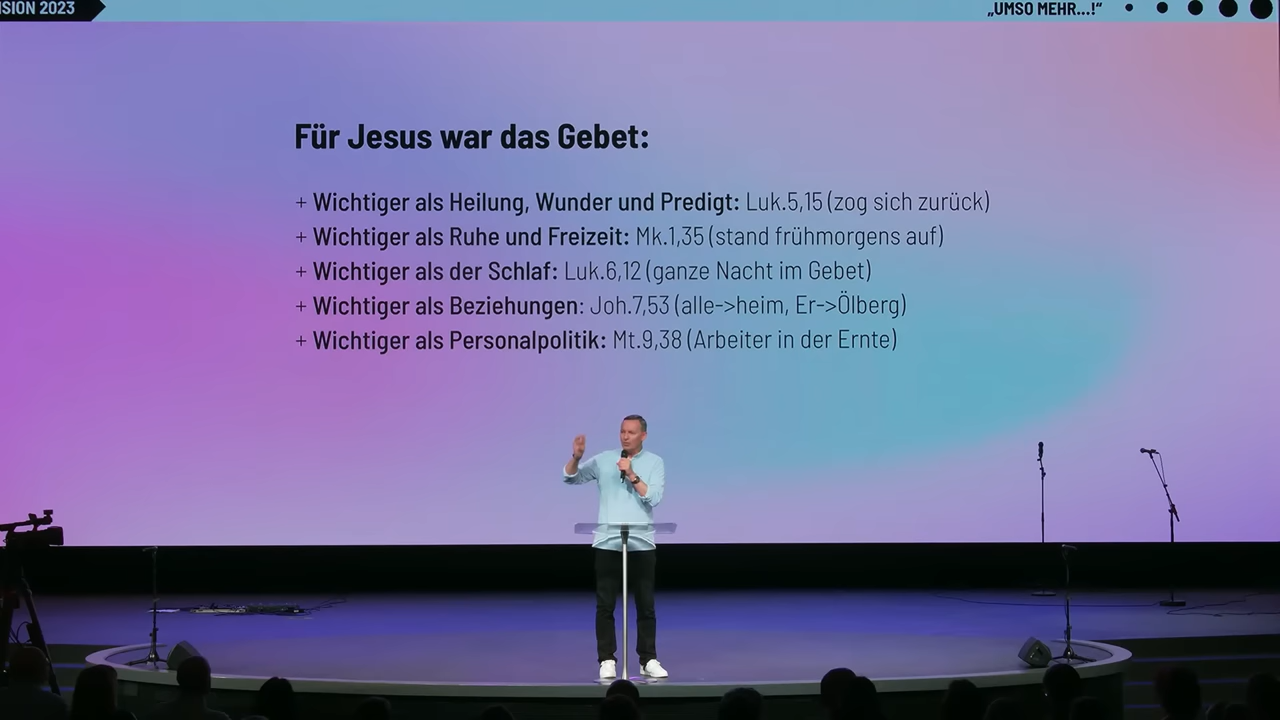 SION 2023
„UMSO MEHR...!“
Für Jesus war das Gebet:
+ Wichtiger als Heilung, Wunder und Predigt: Luk.5,15 (zog sich zurück)
+ Wichtiger als Ruhe und Freizeit: Mk.1,35 (stand frühmorgens auf)
+ Wichtiger als der Schlaf: Luk.6,12 (ganze Nacht im Gebet)
+ Wichtiger als Beziehungen: Joh.7,53 (alle->heim, Er->Ölberg)
+ Wichtiger als Personalpolitik: Mt.9,38 (Arbeiter in der Ernte)